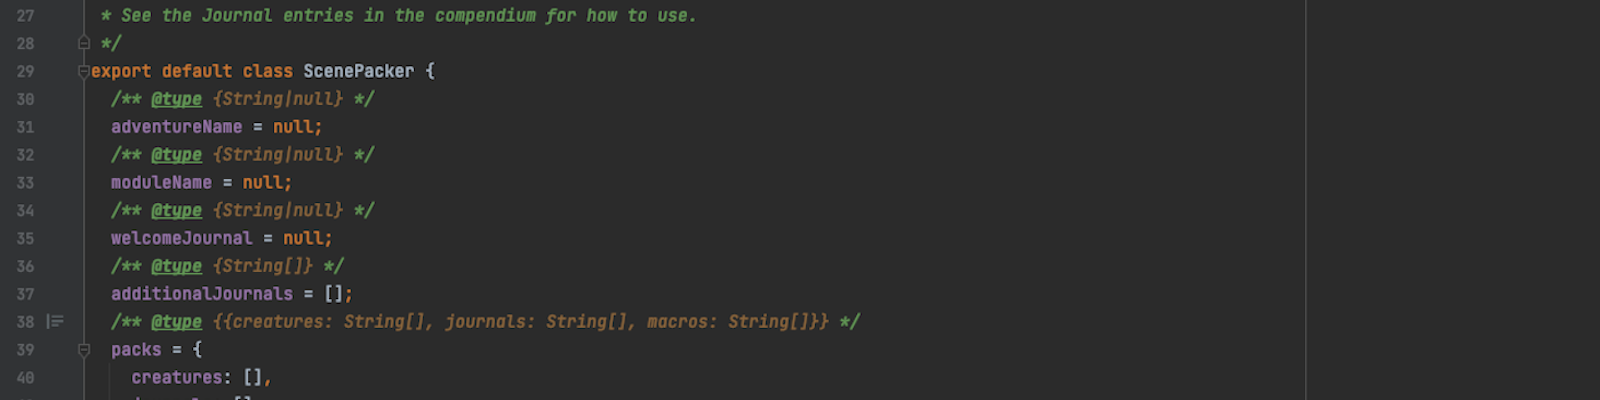 27 * See the Journal entries in the compendium for how to use.
28 */
29 export default class ScenePacker {
30 /** @type {String|null} */
31 adventureName = null;
32 /** @type {String|null} */
33 moduleName = null;
34 /** @type {String|null} */
35 welcomeJournal = null;
36 /** @type {String[]} */
37 additionalJournals = [];
38 /** @type {{creatures: String[], journals: String[], macros: String[]}} */
39 packs = {
40 creatures: [],